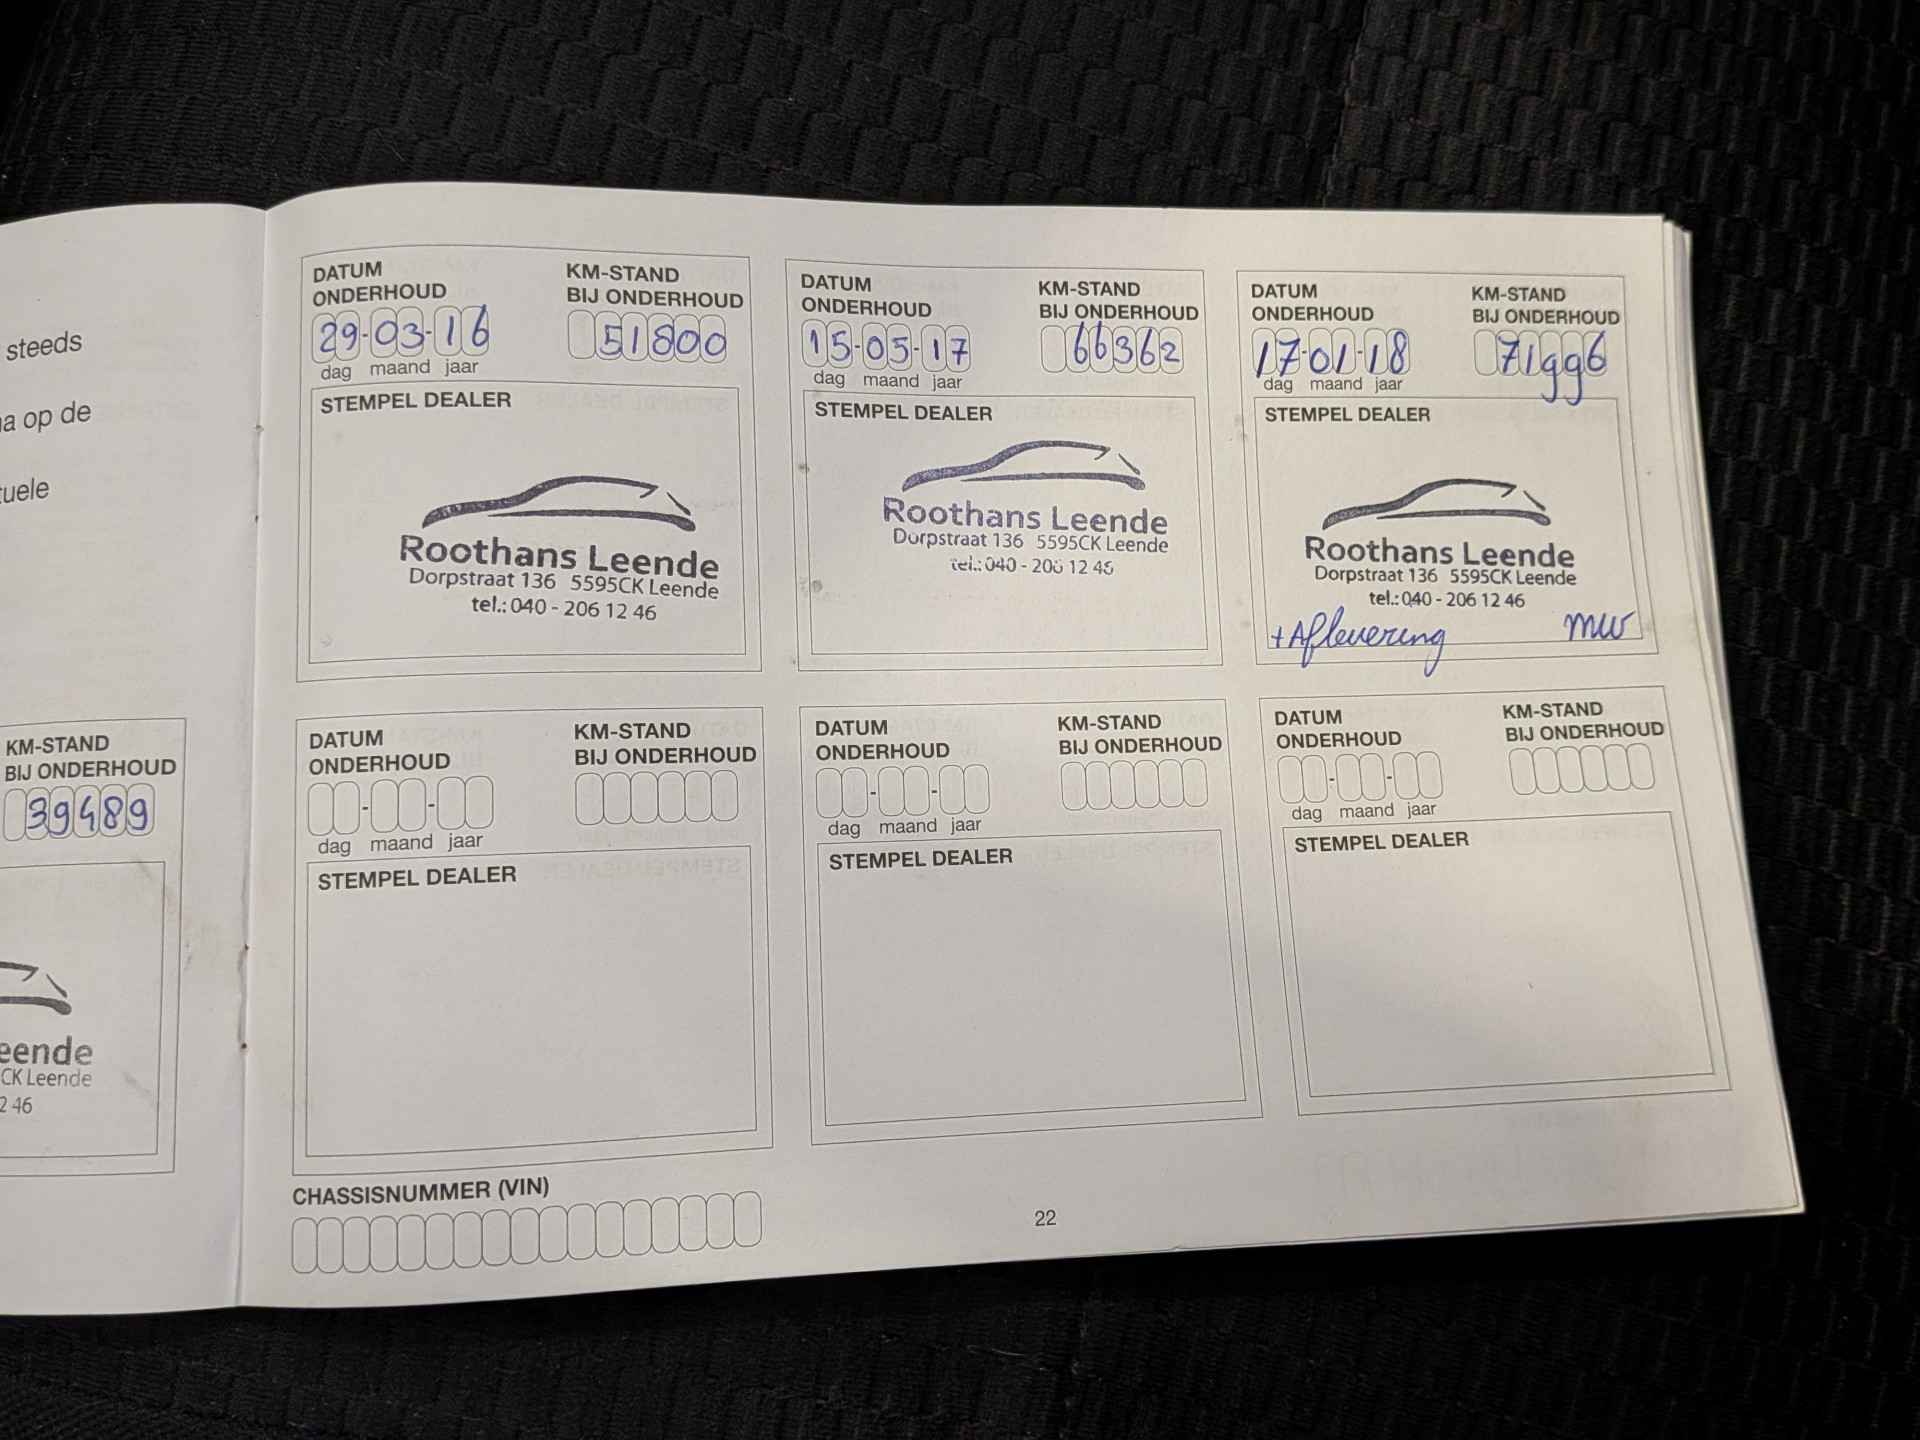 steeds
op de
KM-STAND
BIJ ONDERHOUD
39489
CK Leende
2 46
DATUM
ONDERHOUD
29-03-16
dag maand jaar
KM-STAND
BIJ ONDERHOUD
51800
STEMPEL DEALER
Roothans Leende
Dorpstraat 136 5595CK Leende
tel.: 040 - 206 12 46
DATUM
ONDERHOUD
15-05-17
dag maand jaar
KM-STAND
BIJ ONDERHOUD
66362
STEMPEL DEALER
Roothans Leende
Dorpstraat 136 5595CK Leende
tel.: 040 - 206 12 46
DATUM
ONDERHOUD
17-01-18
dag maand jaar
KM-STAND
BIJ ONDERHOUD
71996
STEMPEL DEALER
Roothans Leende
Dorpstraat 136 5595CK Leende
tel.: 040 - 206 12 46
+Aflevering mw
DATUM
ONDERHOUD
- -
dag maand jaar
KM-STAND
BIJ ONDERHOUD
STEMPEL DEALER
DATUM
ONDERHOUD
- -
dag maand jaar
KM-STAND
BIJ ONDERHOUD
STEMPEL DEALER
DATUM
ONDERHOUD
- -
dag maand jaar
KM-STAND
BIJ ONDERHOUD
STEMPEL DEALER
CHASSISNUMMER (VIN)
22